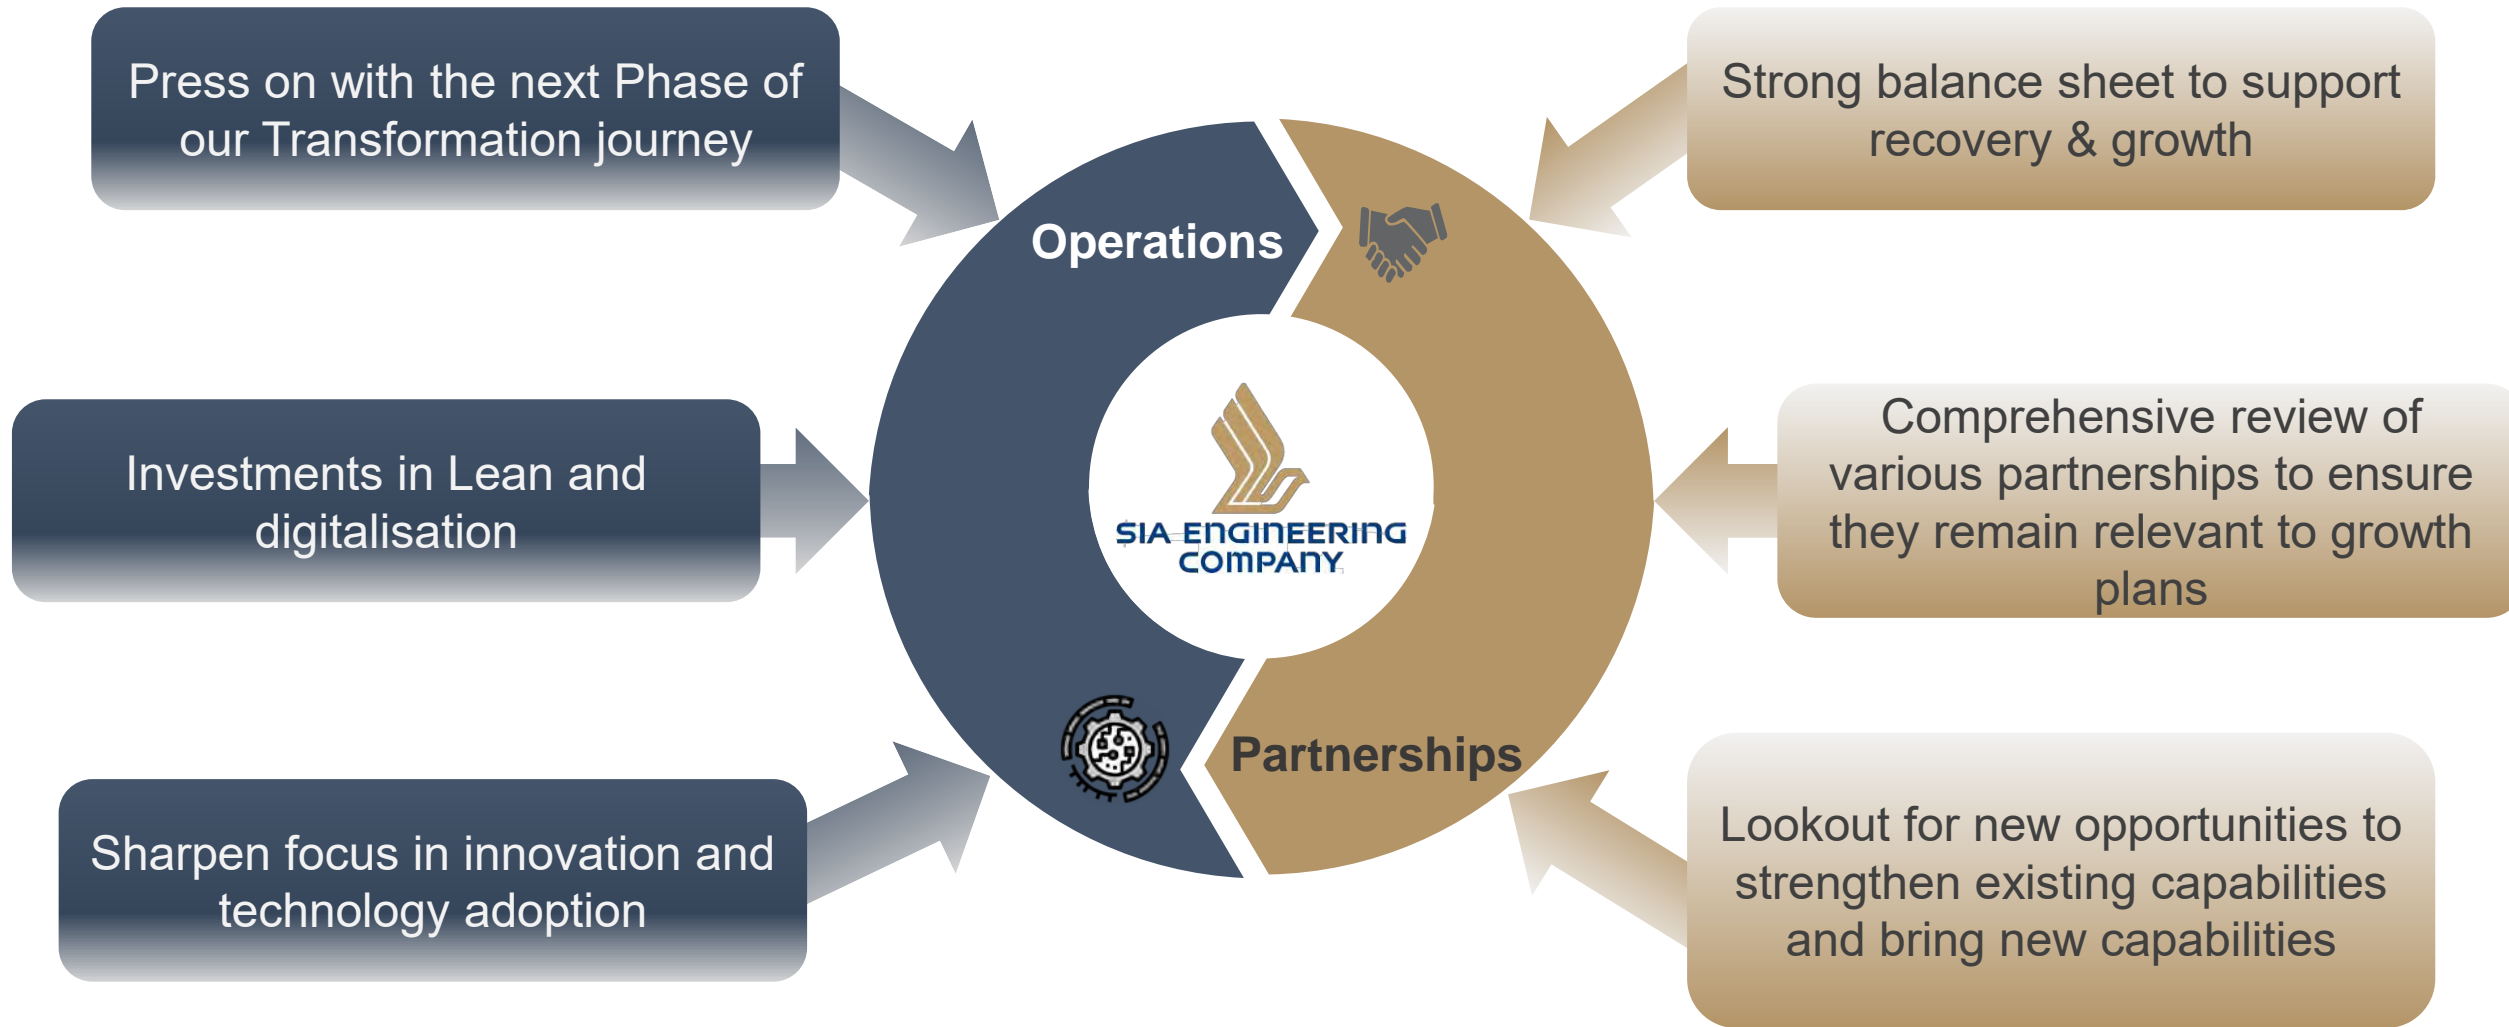 Press on with the next Phase of
our Transformation journey
Investments in Lean and
digitalisation
Sharpen focus in innovation and
technology adoption
Operations
SIA ENGINEERING
COMPANY
Partnerships
Strong balance sheet to support
recovery & growth
Comprehensive review of
various partnerships to ensure
they remain relevant to growth
plans
Lookout for new opportunities to
strengthen existing capabilities
and bring new capabilities